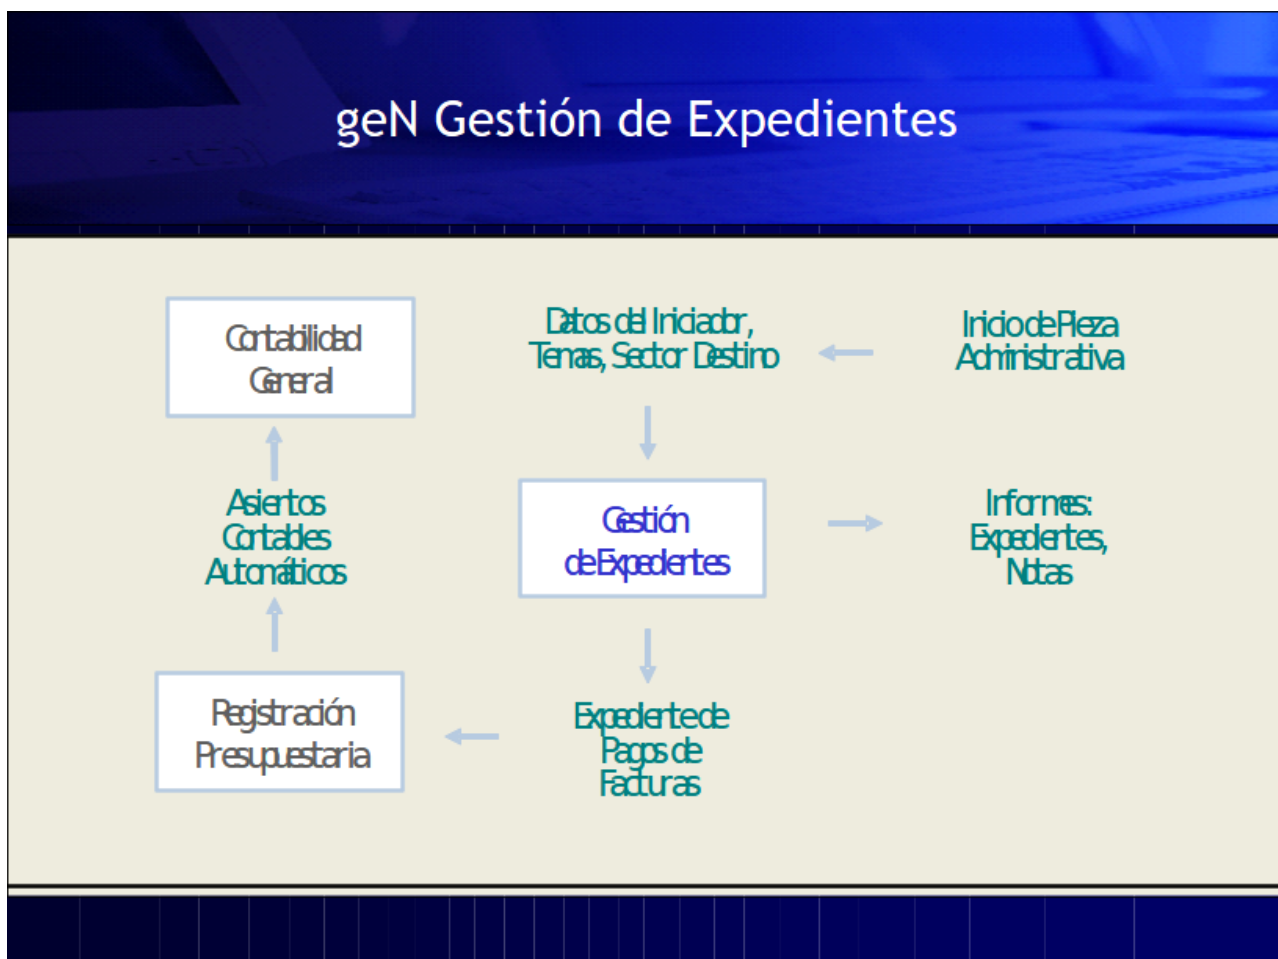 geN Gestión de Expedientes
Contabilidad
General
Datos del Iniciador,
Temas, Sector Destino
Inicio de Pieza
Administrativa
Asientos
Contables
Automáticos
Gestión
de Expedientes
Informes:
Expedientes,
Notas
Registración
Presupuestaria
Expediente de
Pagos de
Facturas